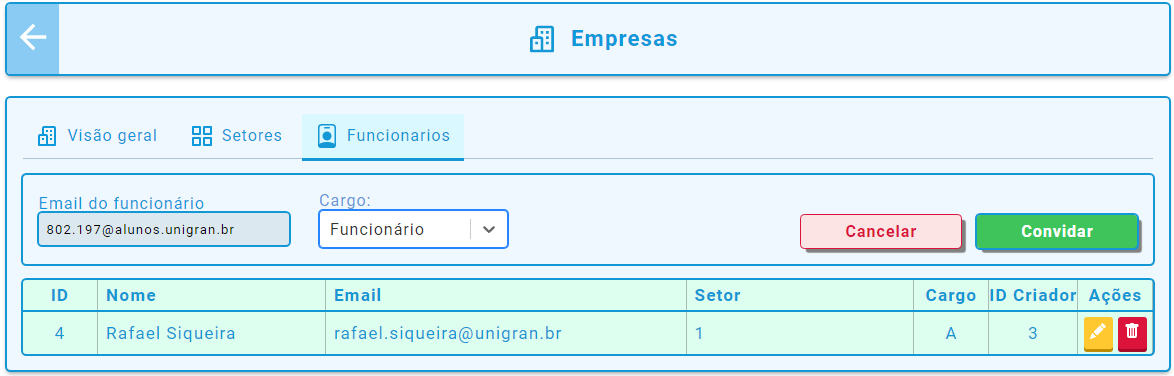 Empresas
Visão geral Setores Funcionarios
Email do funcionário Cargo:
802.197@alunos.unigran.br Funcionário Cancelar Convidar
ID Nome Email Setor Cargo ID Criador Ações
4 Rafael Siqueira rafael.siqueira@unigran.br 1 A 3